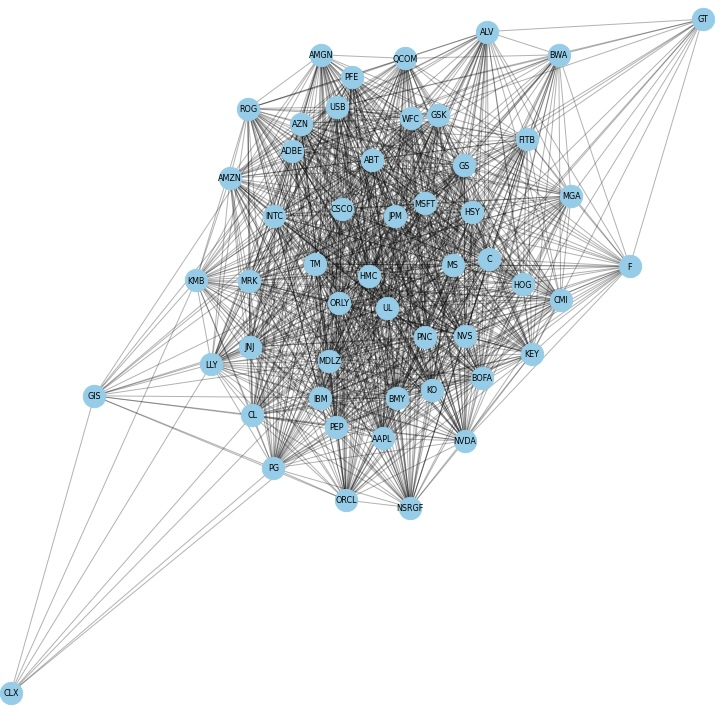 GT
ALV
AMGN
QCOM
BWA
PFE
ROG
USB
AZN
WFC
GSK
FITB
ADBE
ABT
GS
AMZN
MGA
INTC
CSCO
JPM
MSFT
HSY
TM
HMC
MS
C
F
KMB
MRK
HOG
ORLY
UL
CMI
PNC
NVS
JNJ
LLY
MDLZ
KEY
BOFA
GIS
IBM
BMY
KO
CL
PEP
AAPL
NVDA
PG
ORCL
NSRGF
CLX